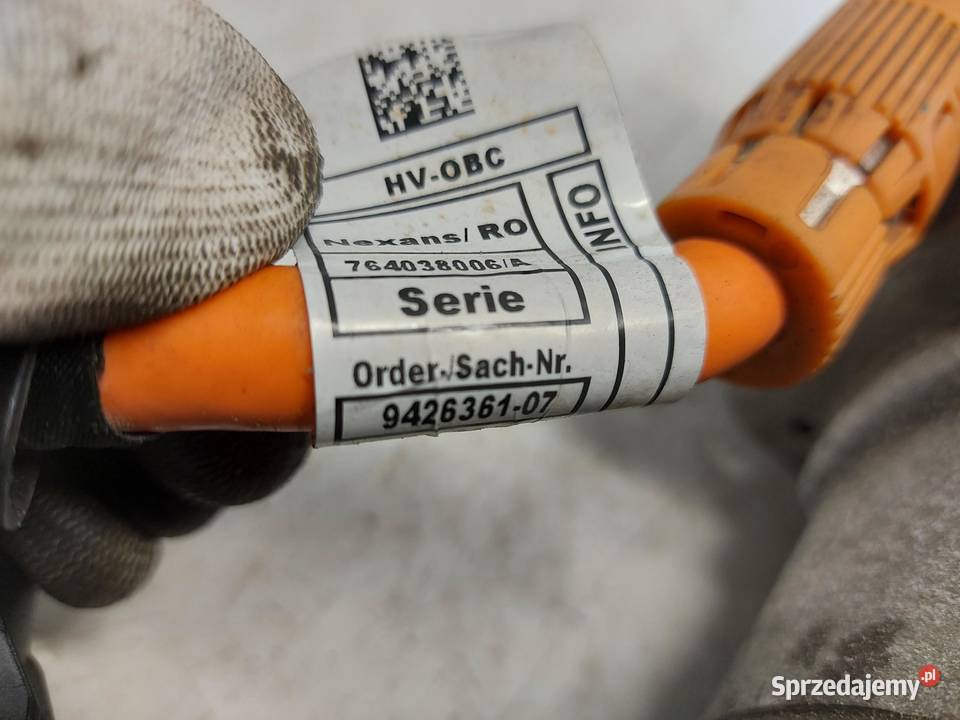 HV-OBC
Nexans/ RO
764038006/A
Serie
Order-/Sach-Nr.
9426361-07
INFO
Sprzedajemy.pl